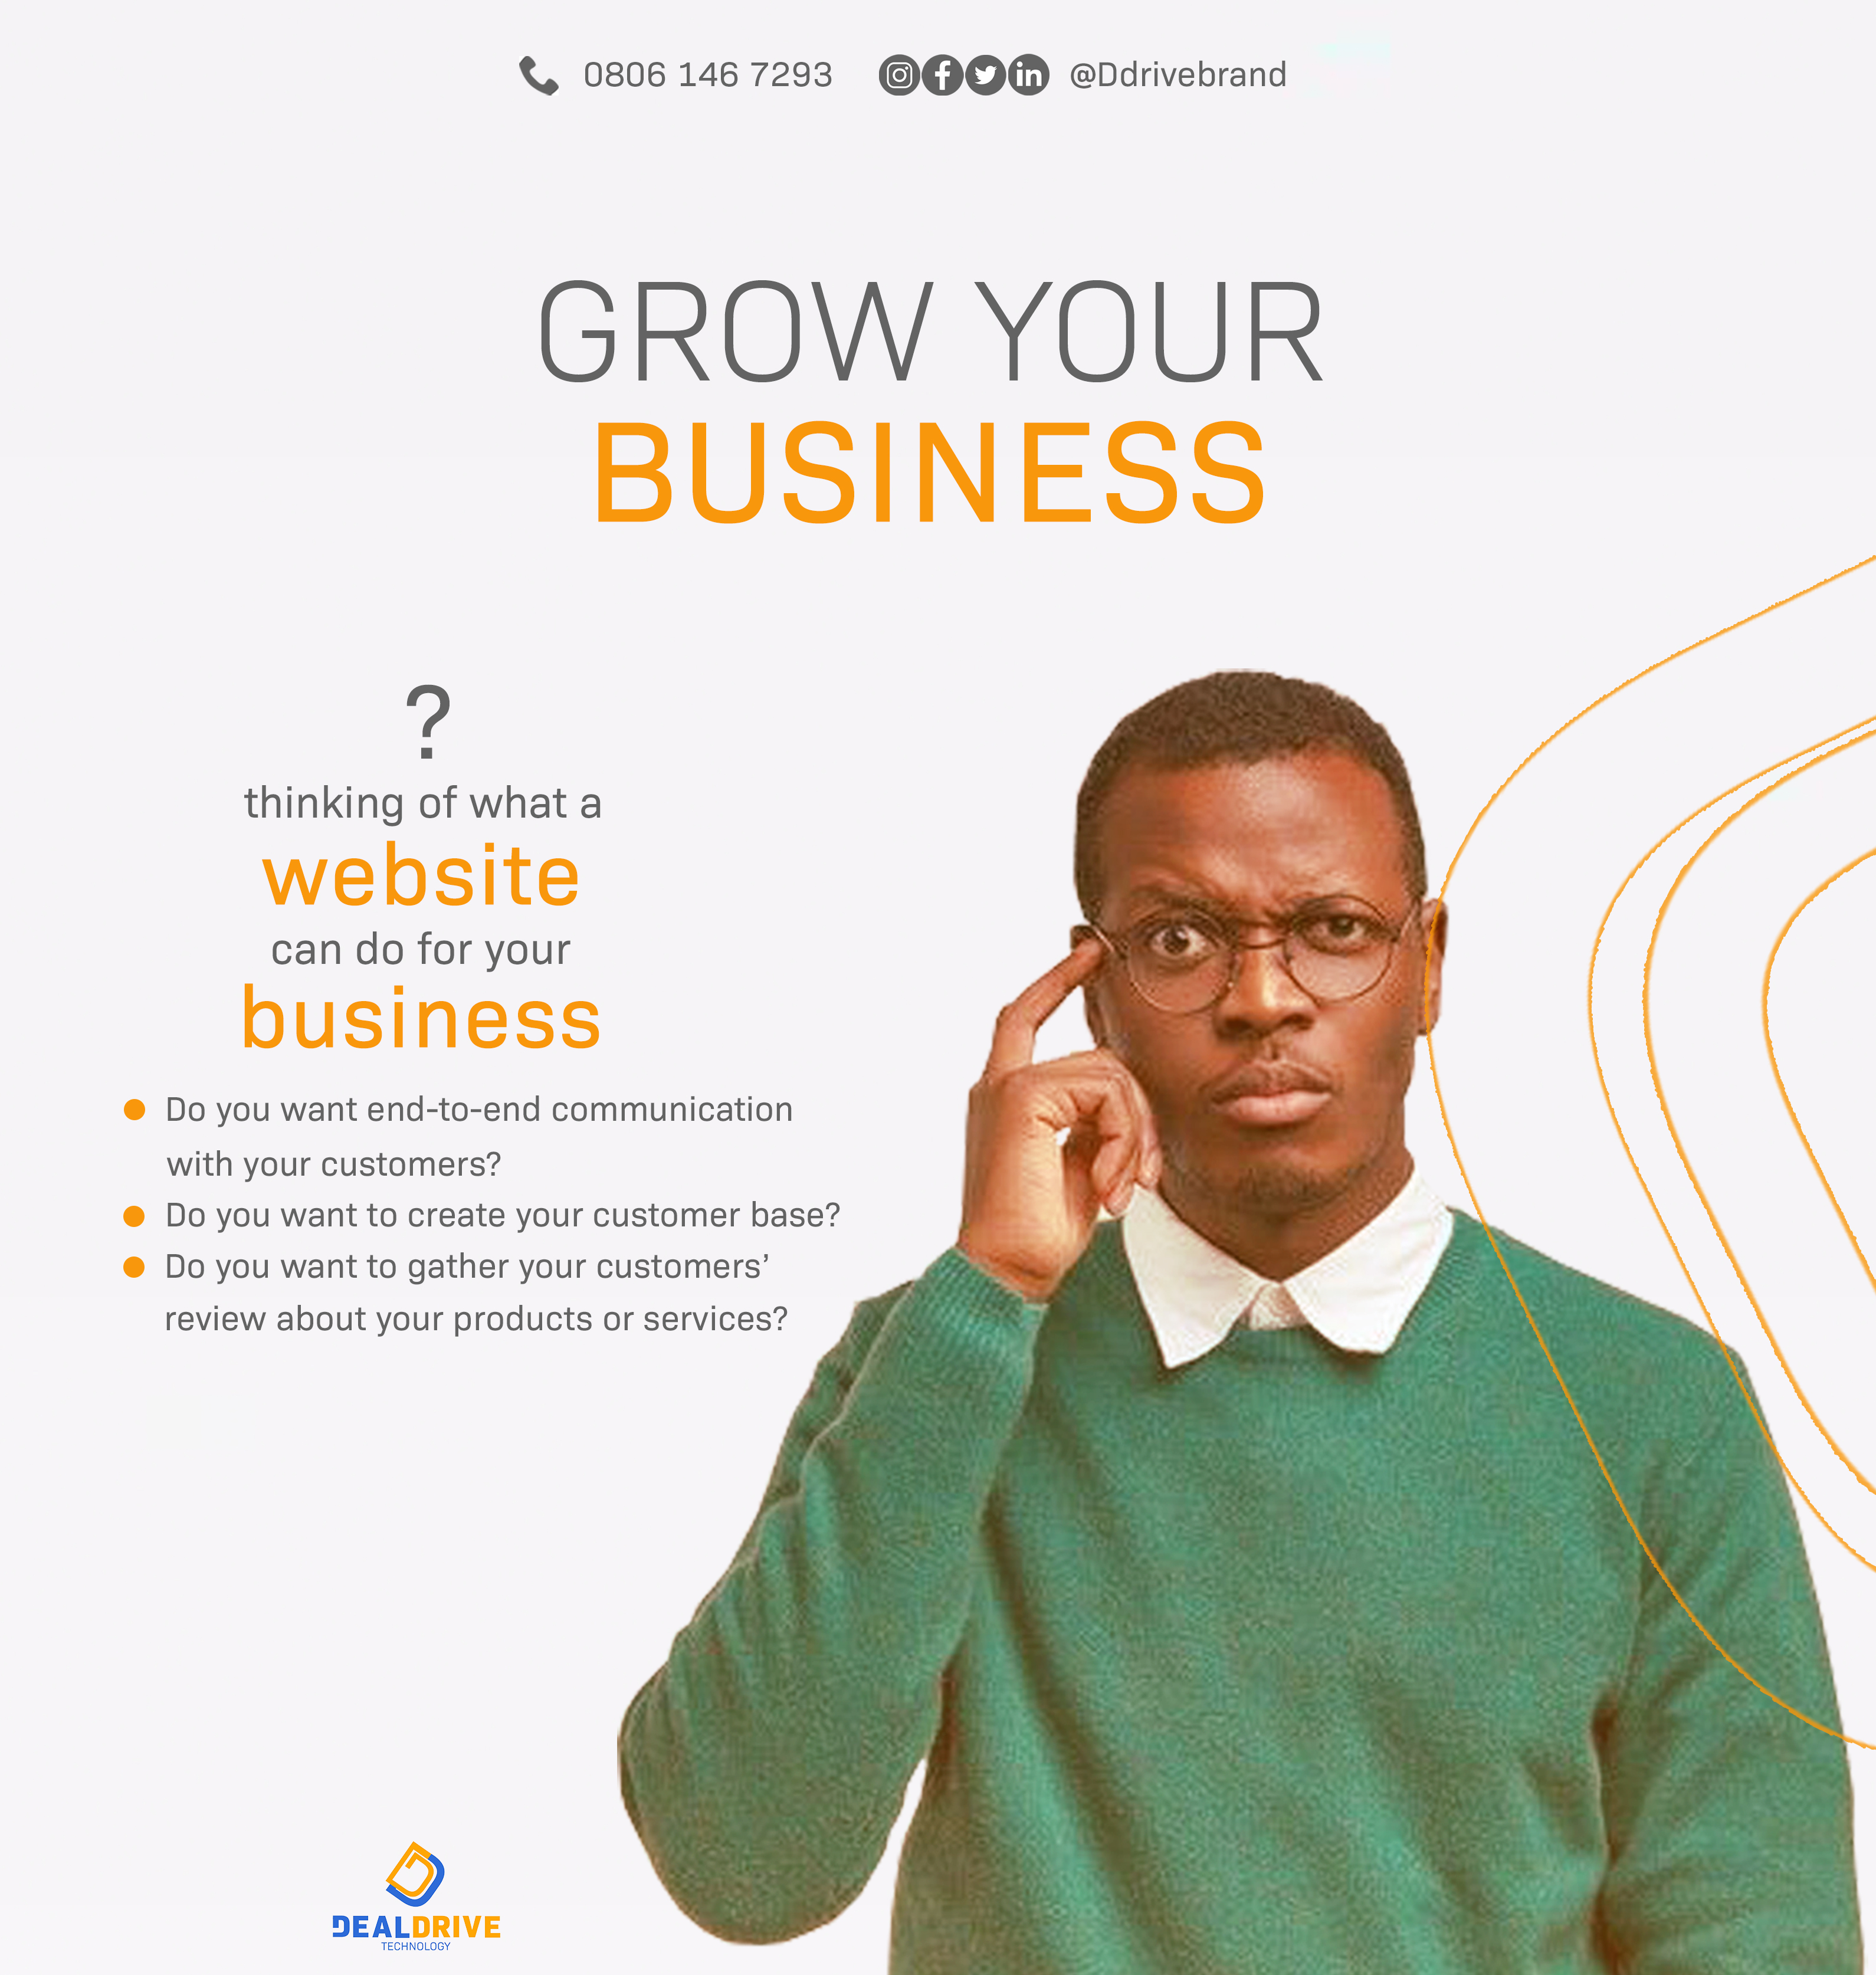 0806 146 7293 @Ddrivebrand
GROW YOUR
BUSINESS
?
thinking of what a
website
can do for your
business
Do you want end-to-end communication
with your customers?
Do you want to create your customer base?
Do you want to gather your customers’
review about your products or services?
DEALDRIVE
TECHNOLOGY